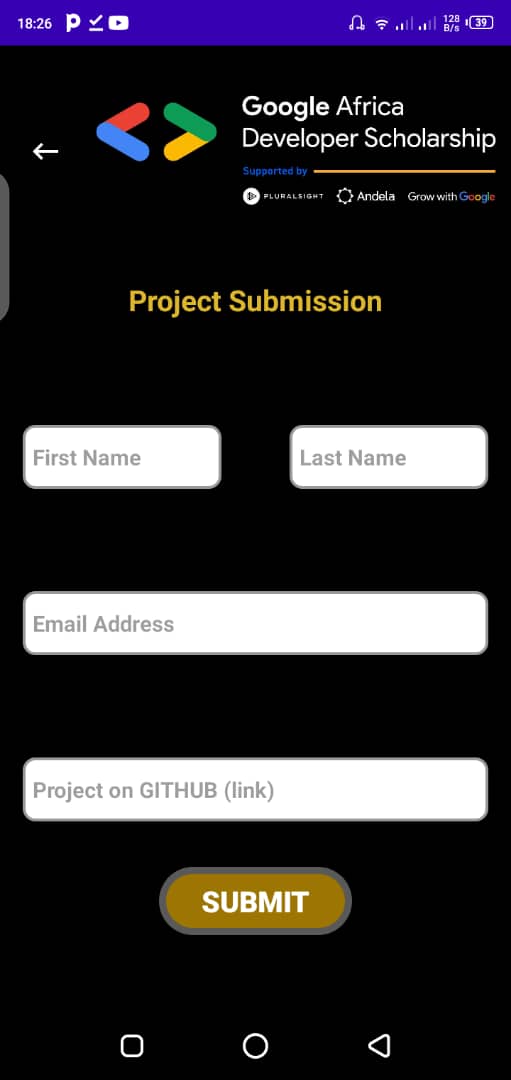 18:26
128
B/s
39
Google Africa
Developer Scholarship
Supported by
PLURALSIGHT Andela Grow with Google
Project Submission
First Name Last Name
Email Address
Project on GITHUB (link)
SUBMIT